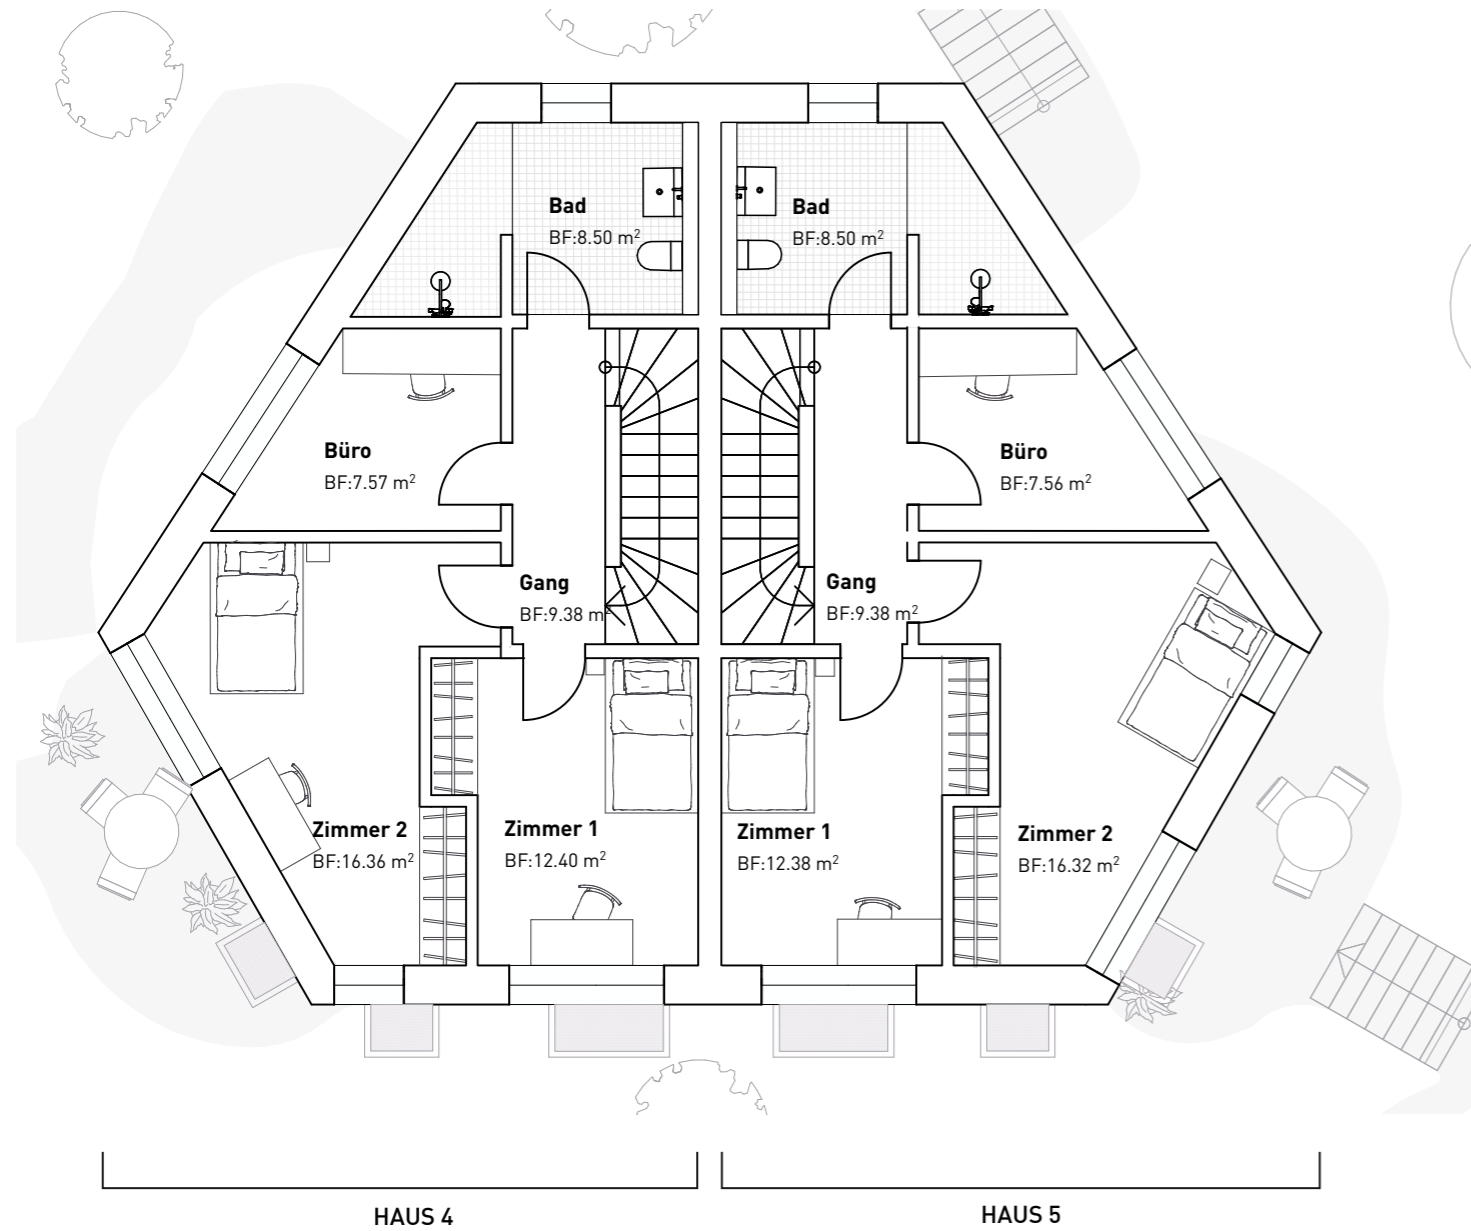 Bad
BF:8.50 m²
Bad
BF:8.50 m²
Büro
BF:7.57 m²
Büro
BF:7.56 m²
Gang
BF:9.38 m²
Gang
BF:9.38 m²
Zimmer 2
BF:16.36 m²
Zimmer 1
BF:12.40 m²
Zimmer 1
BF:12.38 m²
Zimmer 2
BF:16.32 m²
HAUS 4
HAUS 5